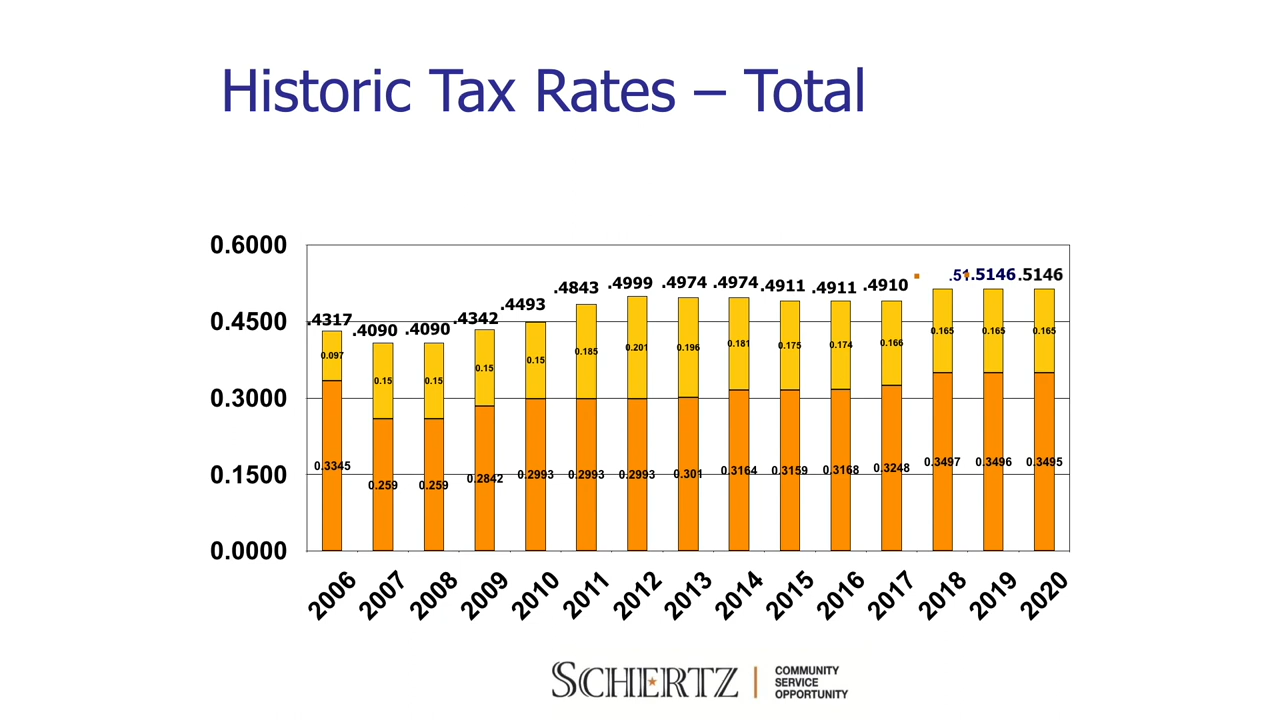 Historic Tax Rates – Total
0.6000
0.4500
0.3000
0.1500
0.0000
.4317 .4090 .4090 .4342 .4493 .4843 .4999 .4974 .4974 .4911 .4911 .4910 .51 .5146 .5146
0.097 0.15 0.15 0.15 0.15 0.185 0.201 0.196 0.181 0.175 0.174 0.166 0.165 0.165 0.165
0.3345 0.259 0.259 0.2842 0.2993 0.2993 0.2993 0.301 0.3164 0.3159 0.3168 0.3248 0.3497 0.3496 0.3495
2006 2007 2008 2009 2010 2011 2012 2013 2014 2015 2016 2017 2018 2019 2020
SCHERTZ
COMMUNITY
SERVICE
OPPORTUNITY